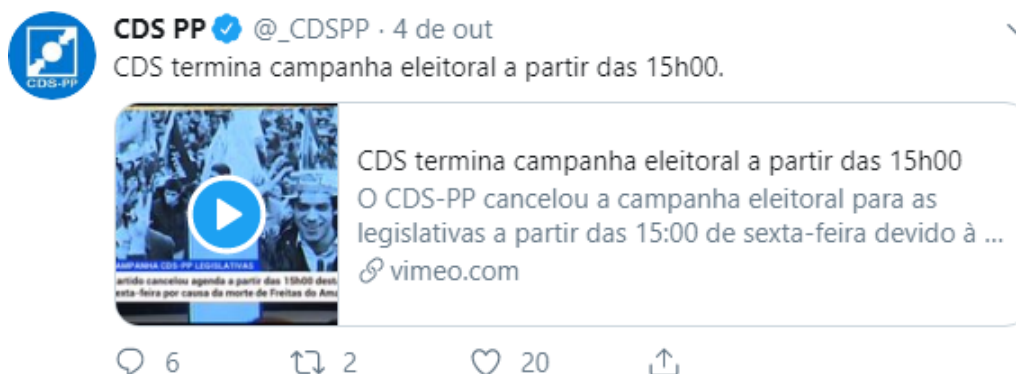 CDS PP @_CDSPP · 4 de out
CDS termina campanha eleitoral a partir das 15h00.
CDS-PP
CDS termina campanha eleitoral a partir das 15h00
O CDS-PP cancelou a campanha eleitoral para as
legislativas a partir das 15:00 de sexta-feira devido à ...
vimeo.com
AMPANHA CDS-PP LEGISLATIVAS
artido cancelou agenda a partir das 15h00 dest
exta-feira por causa da morte de Freitas do Ama
6 2 20